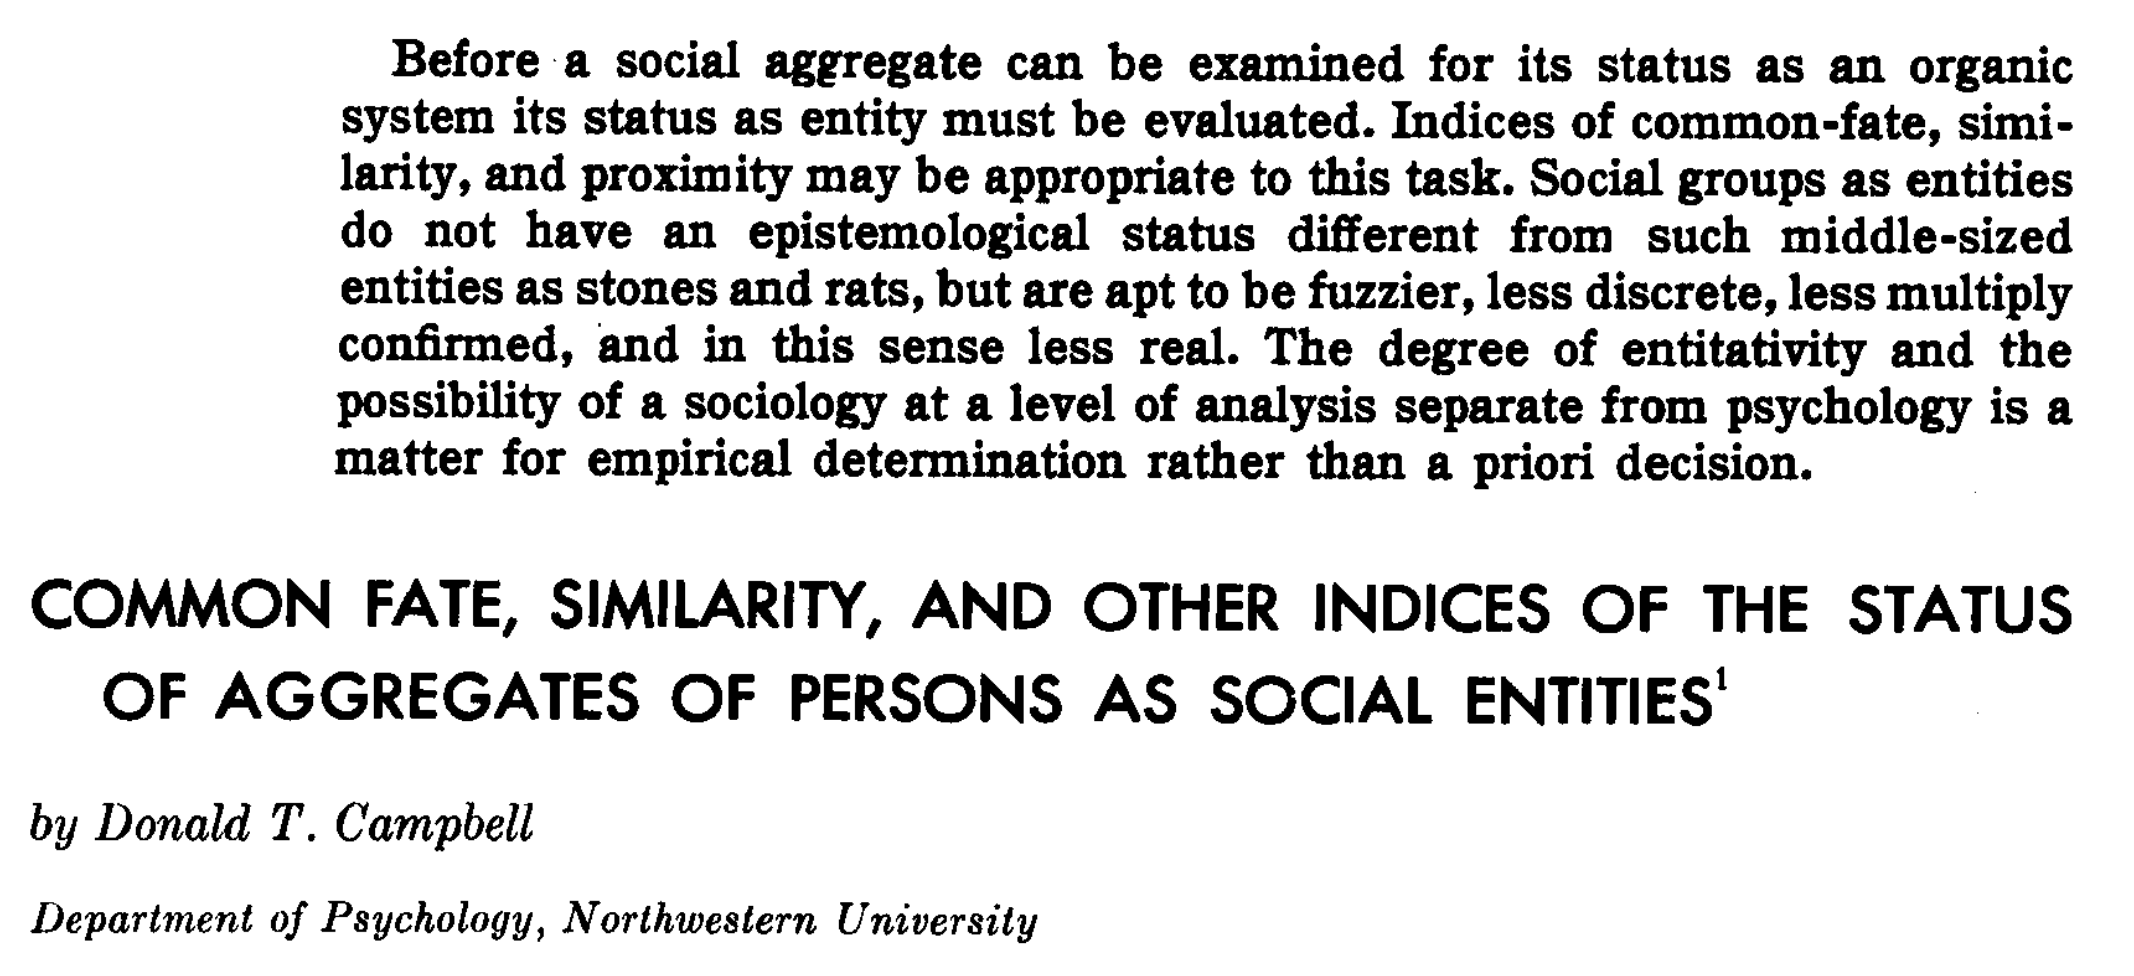 Before a social aggregate can be examined for its status as an organic
system its status as entity must be evaluated. Indices of common-fate, simi-
larity, and proximity may be appropriate to this task. Social groups as entities
do not have an epistemological status different from such middle-sized
entities as stones and rats, but are apt to be fuzzier, less discrete, less multiply
confirmed, and in this sense less real. The degree of entitativity and the
possibility of a sociology at a level of analysis separate from psychology is a
matter for empirical determination rather than a priori decision.
COMMON FATE, SIMILARITY, AND OTHER INDICES OF THE STATUS
OF AGGREGATES OF PERSONS AS SOCIAL ENTITIES¹
by Donald T. Campbell
Department of Psychology, Northwestern University